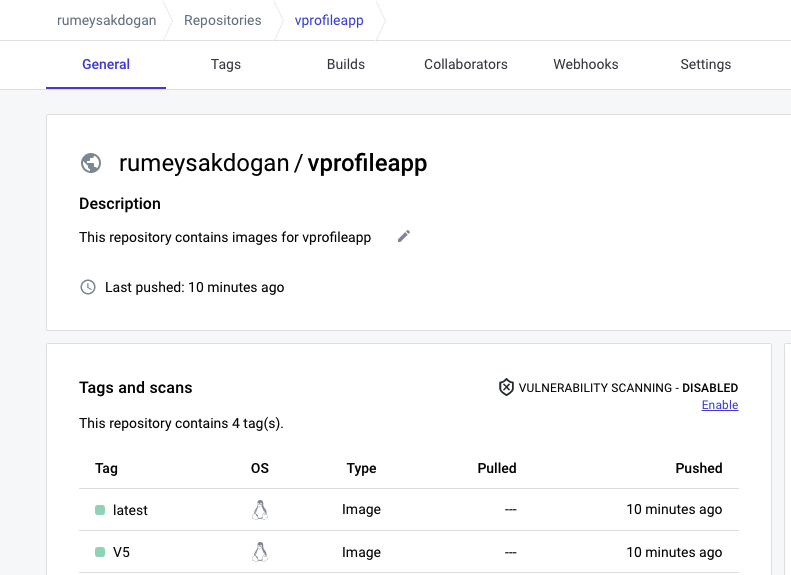 rumeysakdogan Repositories vprofileapp
General Tags Builds Collaborators Webhooks Settings
rumeysakdogan / vprofileapp
Description
This repository contains images for vprofileapp
Last pushed: 10 minutes ago
Tags and scans
VULNERABILITY SCANNING - DISABLED
Enable
This repository contains 4 tag(s).
Tag OS Type Pulled Pushed
latest Image --- 10 minutes ago
V5 Image --- 10 minutes ago